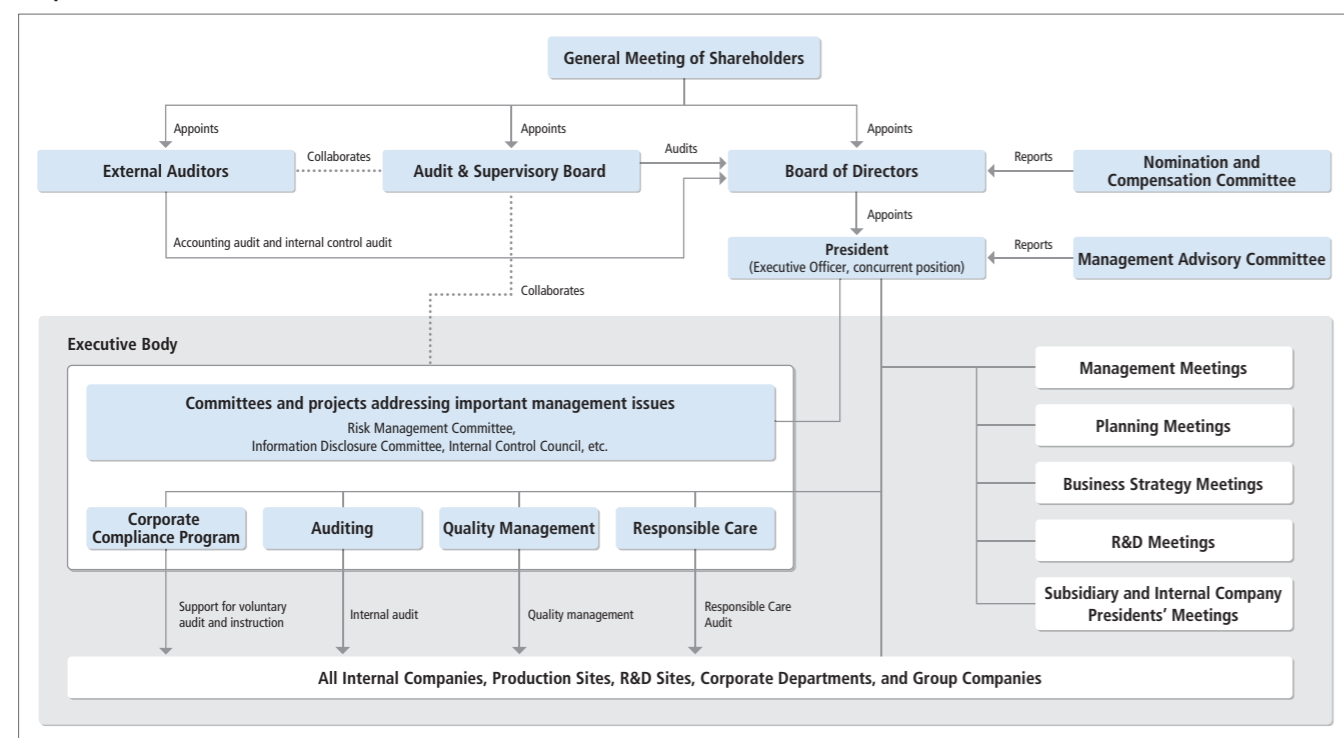 General Meeting of Shareholders
Appoints
Appoints
Appoints
External Auditors
Collaborates
Audit & Supervisory Board
Audits
Board of Directors
Reports
Nomination and
Compensation Committee
Appoints
Accounting audit and internal control audit
President
(Executive Officer, concurrent position)
Reports
Management Advisory Committee
Collaborates
Executive Body
Committees and projects addressing important management issues
Risk Management Committee,
Information Disclosure Committee, Internal Control Council, etc.
Management Meetings
Planning Meetings
Business Strategy Meetings
R&D Meetings
Subsidiary and Internal Company
Presidents’ Meetings
Corporate
Compliance Program
Auditing
Quality Management
Responsible Care
Support for voluntary
audit and instruction
Internal audit
Quality management
Responsible Care
Audit
All Internal Companies, Production Sites, R&D Sites, Corporate Departments, and Group Companies